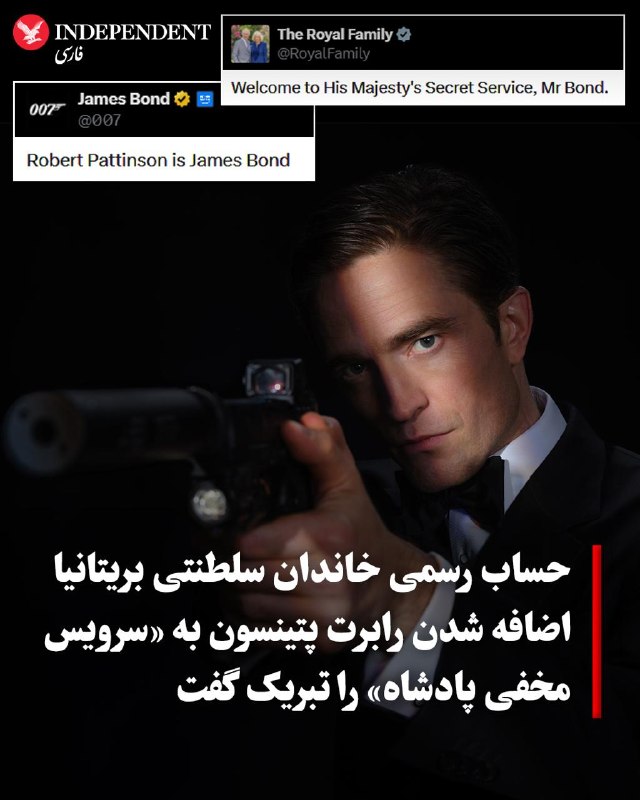 INDEPENDENT
فارسی
The Royal Family
@RoyalFamily
Welcome to His Majesty's Secret Service, Mr Bond.
007
James Bond
@007
Robert Pattinson is James Bond
حساب رسمی خاندان سلطنتی بریتانیا
اضافه شدن رابرت پتینسون به «سرویس
مخفی پادشاه» را تبریک گفت